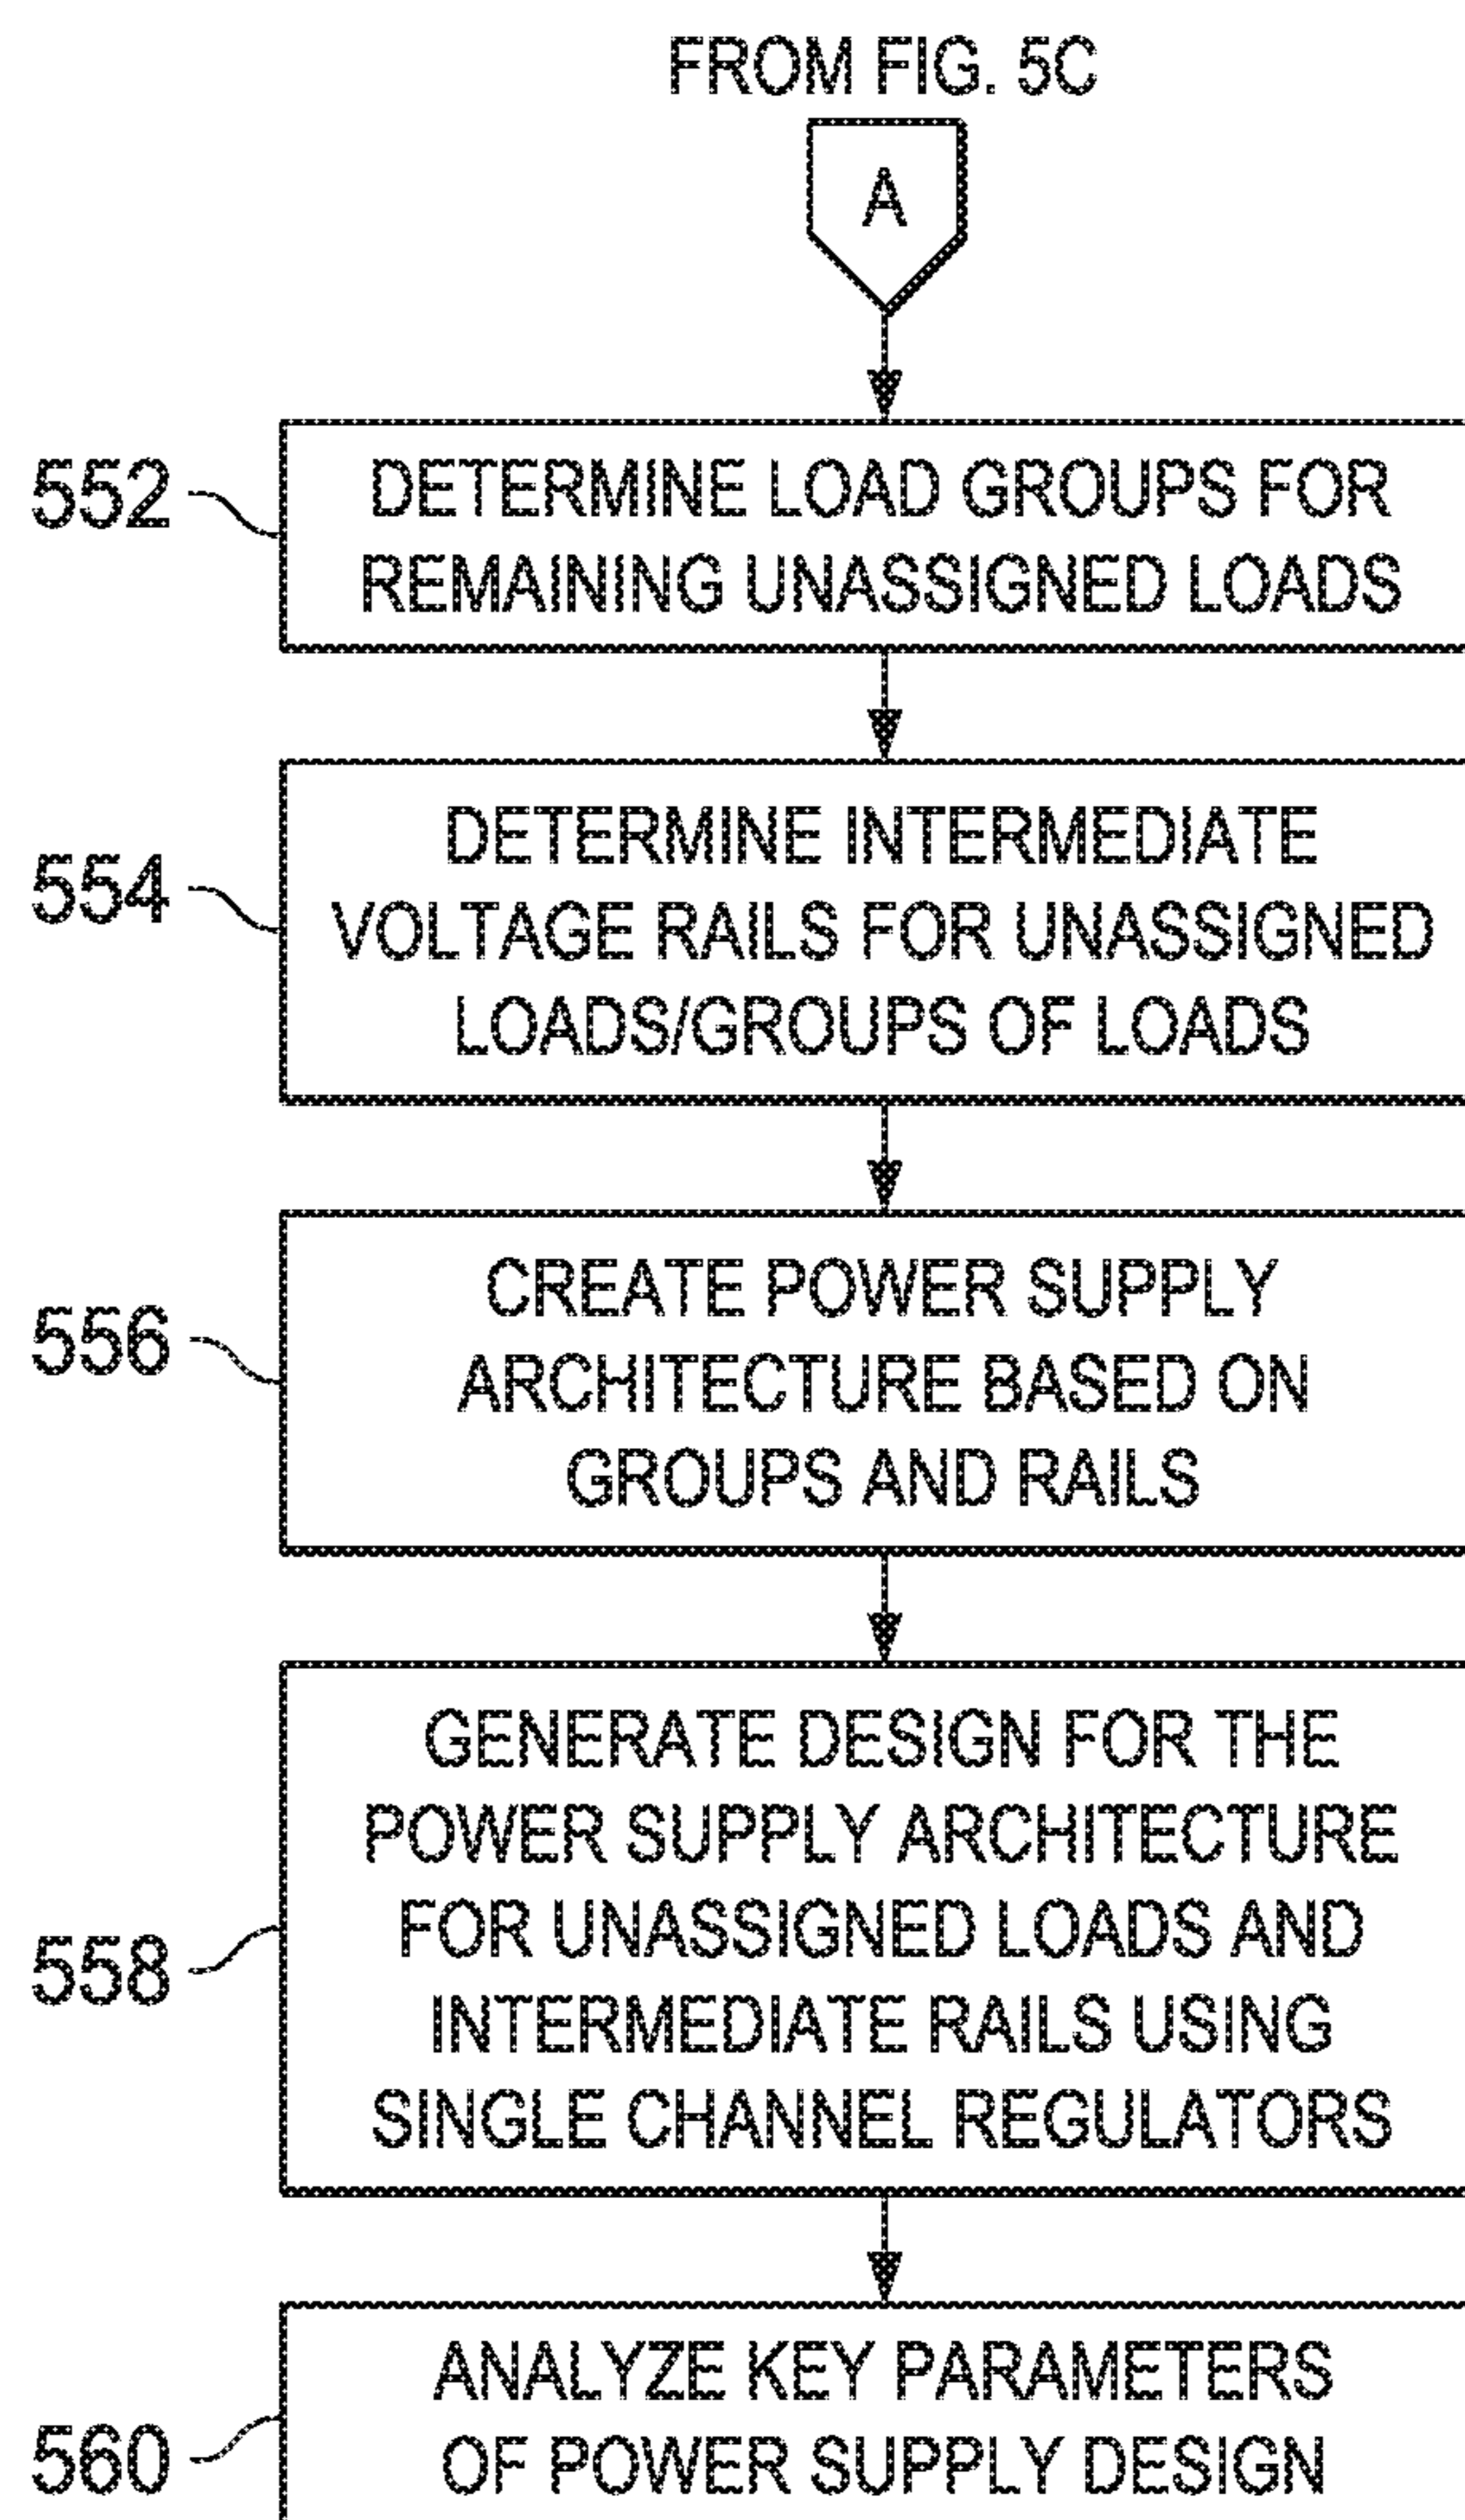 FROM FIG. 5C
A
552
DETERMINE LOAD GROUPS FOR
REMAINING UNASSIGNED LOADS
554
DETERMINE INTERMEDIATE
VOLTAGE RAILS FOR UNASSIGNED
LOADS/GROUPS OF LOADS
556
CREATE POWER SUPPLY
ARCHITECTURE BASED ON
GROUPS AND RAILS
558
GENERATE DESIGN FOR THE
POWER SUPPLY ARCHITECTURE
FOR UNASSIGNED LOADS AND
INTERMEDIATE RAILS USING
SINGLE CHANNEL REGULATORS
560
ANALYZE KEY PARAMETERS
OF POWER SUPPLY DESIGN